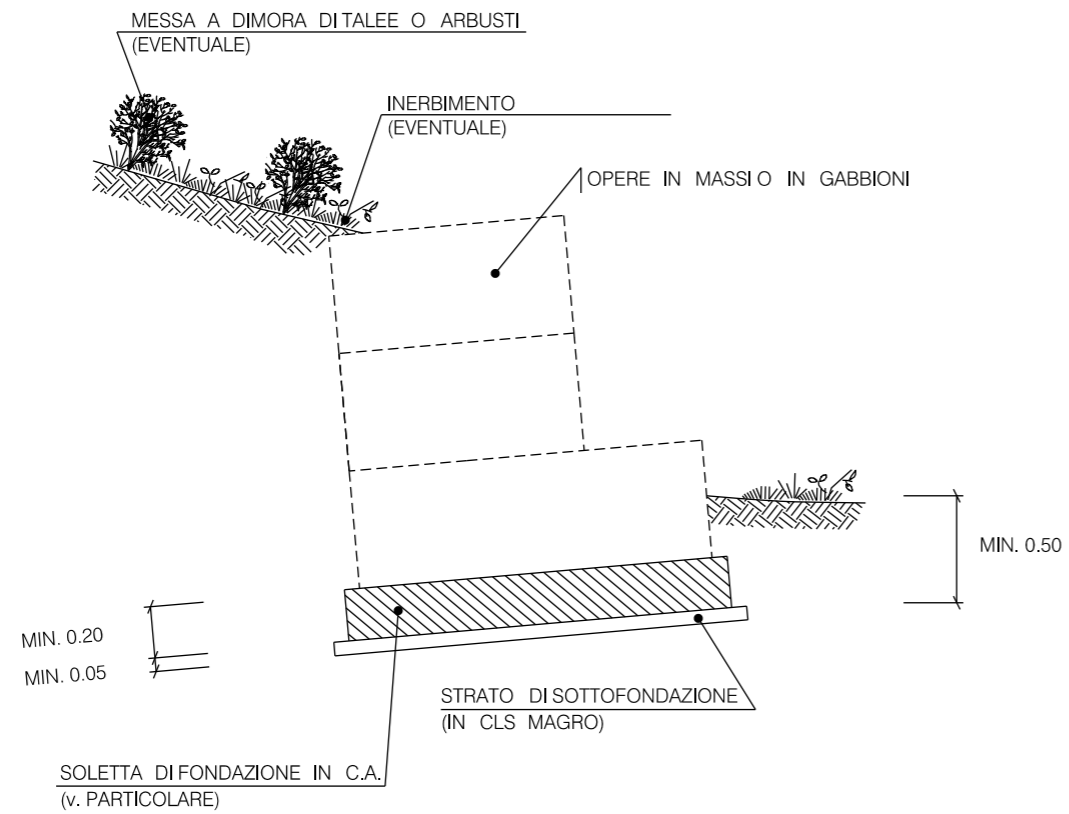 MESSA A DIMORA DI TALEE O ARBUSTI
(EVENTUALE)
INERBIMENTO
(EVENTUALE)
OPERE IN MASSI O IN GABBIONI
MIN. 0.50
MIN. 0.20
MIN. 0.05
STRATO DI SOTTOFONDAZIONE
(IN CLS MAGRO)
SOLETTA DI FONDAZIONE IN C.A.
(v. PARTICOLARE)